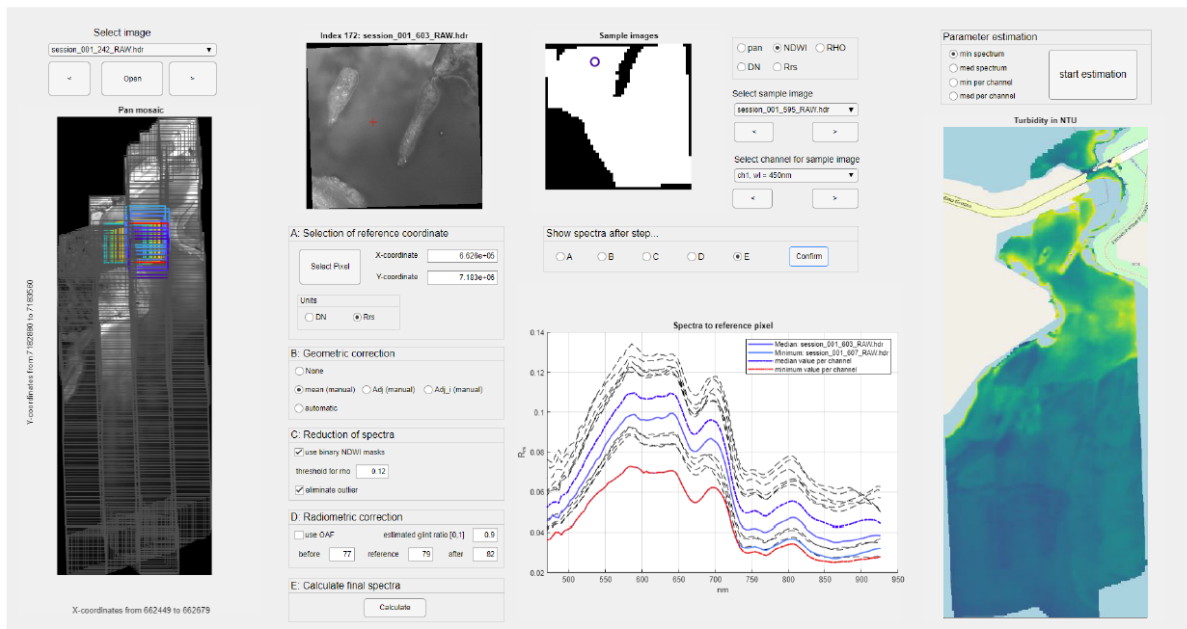 Select image
session_001_242_RAW.hdr
<
Open
>
Pan mosaic
Y-coordinates from 7182880 to 7183560
X-coordinates from 662449 to 662679
Index 172: session_001_603_RAW.hdr
A: Selection of reference coordinate
Select Pixel
X-coordinate 6.626e+05
Y-coordinate 7.183e+06
Units
DN Rrs
B: Geometric correction
None
mean (manual) Adj (manual) Adj_i (manual)
automatic
C: Reduction of spectra
use binary NDWI masks
threshold for rho 0.12
eliminate outlier
D: Radiometric correction
use OAF estimated glint ratio [0,1] 0.9
before 77 reference 79 after 82
E: Calculate final spectra
Calculate
Sample images
pan NDWI RHO
DN Rrs
Select sample image
session_001_595_RAW.hdr
< >
Select channel for sample image
ch1, wl = 450nm
< >
Show spectra after step...
A B C D E Confirm
Spectra to reference pixel
Median: session_001_603_RAW.hdr
Minimum: session_001_007_RAW.hdr
median value per channel
minimum value per channel
0.14
0.12
0.1
0.08
0.06
0.04
0.02
R
500 550 600 650 700 750 800 850 900 950
nm
Parameter estimation
min spectrum
med spectrum
min per channel
med per channel
start estimation
Turbidity in NTU